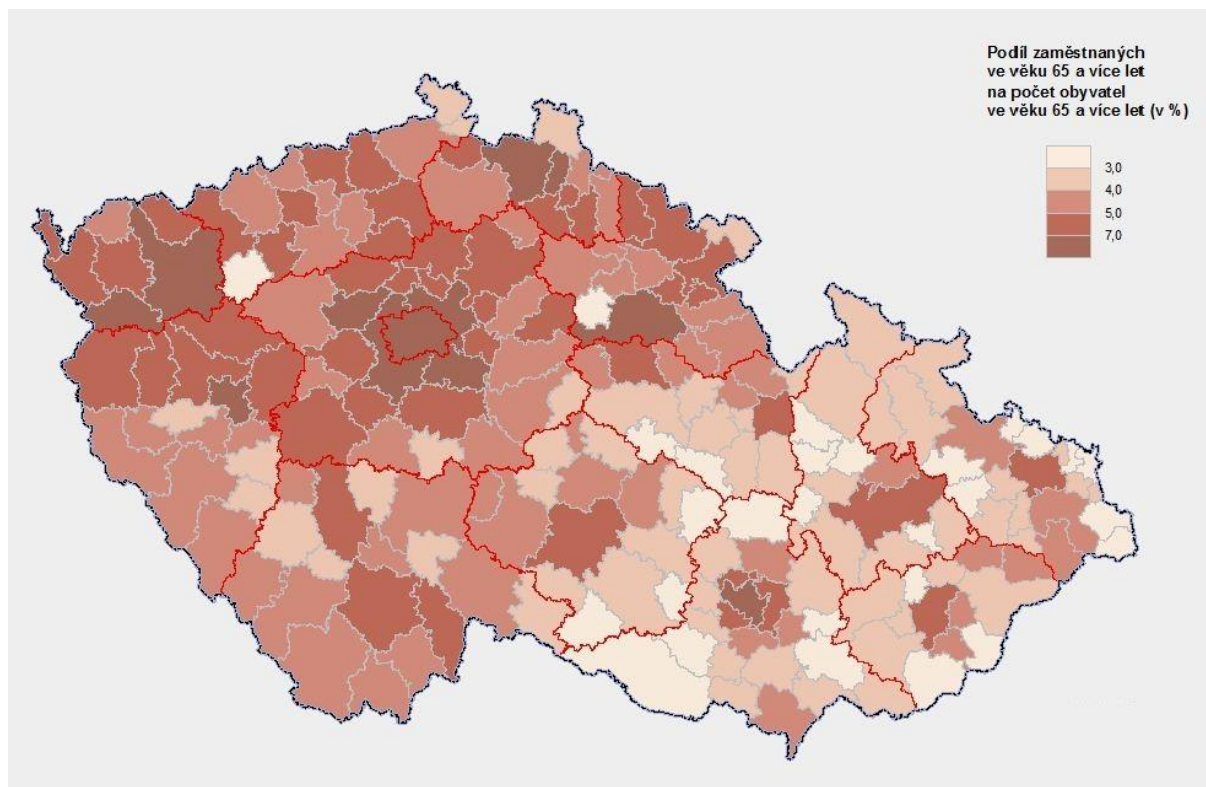 Podíl zaměstnaných
ve věku 65 a více let
na počet obyvatel
ve věku 65 a více let (v %)
3,0
4,0
5,0
7,0